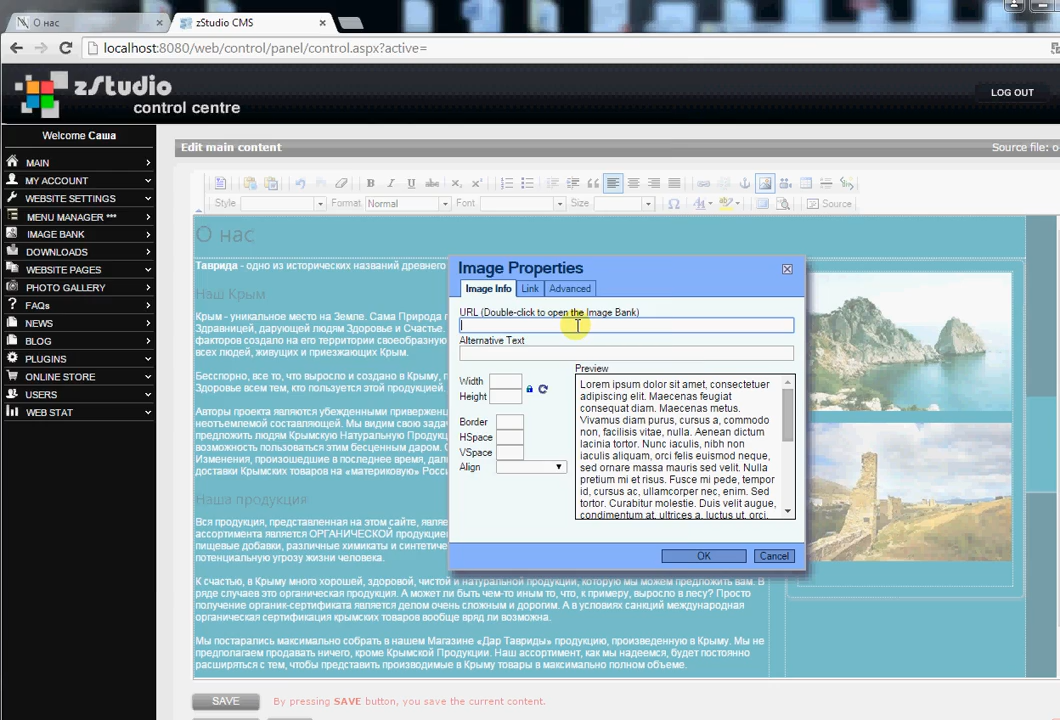 О нас
zStudio CMS
localhost:8080/web/control/panel/control.aspx?active=
zStudio
control centre
LOG OUT
Welcome Саша
MAIN
MY ACCOUNT
WEBSITE SETTINGS
MENU MANAGER ***
IMAGE BANK
DOWNLOADS
WEBSITE PAGES
PHOTO GALLERY
FAQs
NEWS
BLOG
PLUGINS
ONLINE STORE
USERS
WEB STAT
Edit main content
Source file: o
Style
Format
Normal
Font
Size
Source
О нас
Таврида - одно из исторических названий древнего
Наш Крым
Крым - уникальное место на Земле. Сама Природа
Здравницей, дарующей людям Здоровье и Счастье.
факторов создало на его территории своеобразную
всех людей, живущих и приезжающих Крым.
Бесспорно, все то, что выросло и создано в Крыму,
Здоровье всем тем, кто пользуется этой продукцией.
Авторы проекта являются убежденными привержен
неотъемлемой составляющей. Мы видим свою задач
предложить людям Крымскую Натуральную Продукц
возможность пользоваться этим бесценным даром.
Изменения, произошедшие в последнее время, дал
доставки Крымских товаров на «материковую» Росси
Наша продукция
Вся продукция, представленная на этом сайте, являе
ассортимента является ОРГАНИЧЕСКОЙ продукцие
пищевые добавки, различные химикаты и синтетиче
потенциальную угрозу жизни человека.
К счастью, в Крыму много хорошей, здоровой, чистой и натуральной продукции, которую мы можем предложить вам. В
ряде случаев это органическая продукция. А может ли быть чем-то иным то, что, к примеру, выросло в лесу? Просто
получение органик-сертификата является делом очень сложным и дорогим. А в условиях санкций международная
органическая сертификация крымских товаров вообще вряд ли возможна.
Мы постарались максимально собрать в нашем Магазине «Дар Тавриды» продукцию, произведенную в Крыму. Мы не
предполагаем продавать ничего, кроме Крымской Продукции. Наш ассортимент, как мы надеемся, будет постоянно
расширяться с тем, чтобы представить производимые в Крыму товары в максимально полном объеме.
Image Properties
Image Info
Link
Advanced
URL (Double-click to open the Image Bank)
Alternative Text
Width
Height
Border
HSpace
VSpace
Align
Preview
Lorem ipsum dolor sit amet, consectetuer
adipiscing elit. Maecenas feugiat
consequat diam. Maecenas metus.
Vivamus diam purus, cursus a, commodo
non, facilisis vitae, nulla. Aenean dictum
lacinia tortor. Nunc iaculis, nibh non
iaculis aliquam, orci felis euismod neque,
sed ornare massa mauris sed velit. Nulla
pretium mi et risus. Fusce mi pede, tempor
id, cursus ac, ullamcorper nec, enim. Sed
tortor. Curabitur molestie. Duis velit augue,
condimentum at, ultrices a, luctus ut, orci.
OK
Cancel
SAVE
By pressing SAVE button, you save the current content.